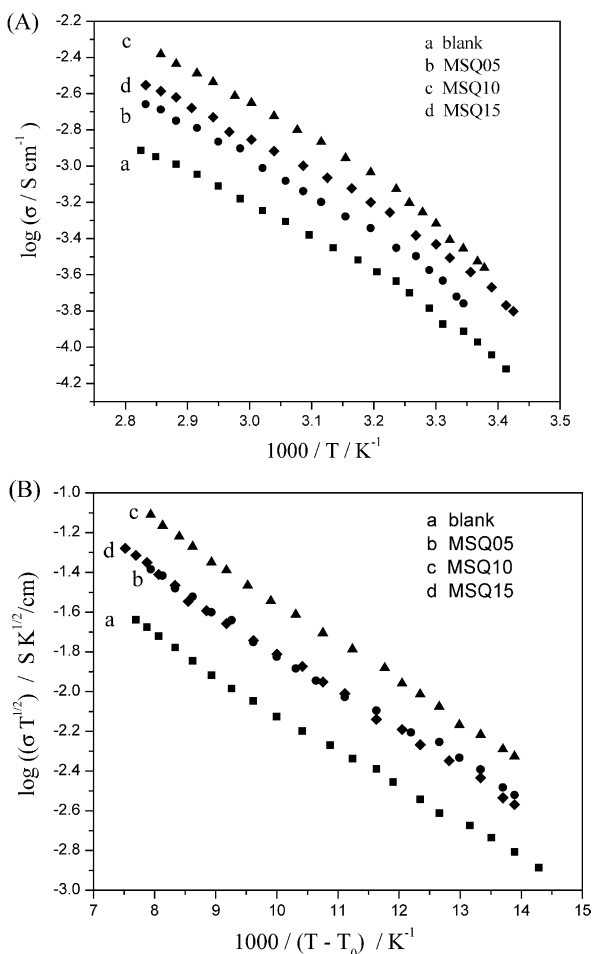 (A)
-2.2
-2.4
-2.6
-2.8
-3.0
-3.2
-3.4
-3.6
-3.8
-4.0
-4.2
log (σ / S cm⁻¹)
c
d
b
a
a blank
b MSQ05
c MSQ10
d MSQ15
2.8 2.9 3.0 3.1 3.2 3.3 3.4 3.5
1000 / T / K⁻¹
(B)
-1.0
-1.2
-1.4
-1.6
-1.8
-2.0
-2.2
-2.4
-2.6
-2.8
-3.0
log ((σ T¹ᐟ²) / S K¹ᐟ²/cm)
c
d
b
a
a blank
b MSQ05
c MSQ10
d MSQ15
7 8 9 10 11 12 13 14 15
1000 / (T - T₀) / K⁻¹